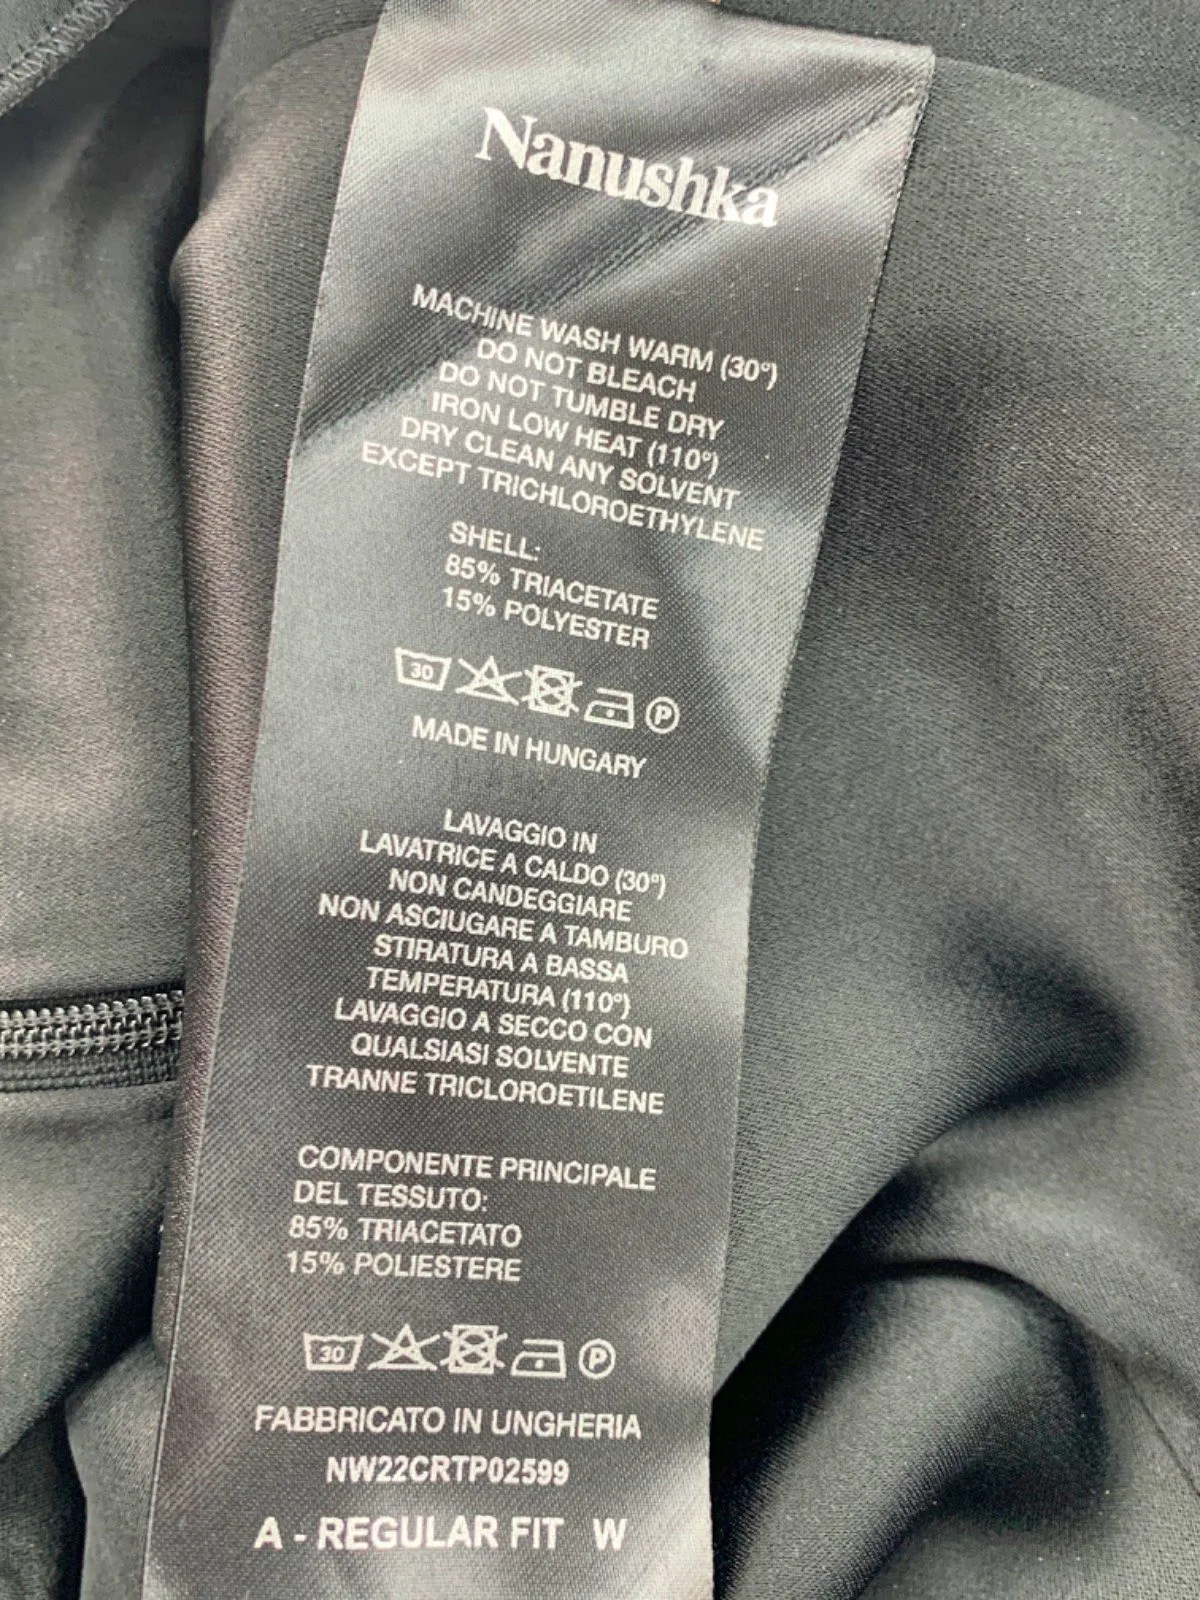 Nanushka
MACHINE WASH WARM (30°)
DO NOT BLEACH
DO NOT TUMBLE DRY
IRON LOW HEAT (110°)
DRY CLEAN ANY SOLVENT
EXCEPT TRICHLOROETHYLENE
SHELL:
85% TRIACETATE
15% POLYESTER
30 P
MADE IN HUNGARY
LAVAGGIO IN
LAVATRICE A CALDO (30°)
NON CANDEGGIARE
NON ASCIUGARE A TAMBURO
STIRATURA A BASSA
TEMPERATURA (110°)
LAVAGGIO A SECCO CON
QUALSIASI SOLVENTE
TRANNE TRICLOROETILENE
COMPONENTE PRINCIPALE
DEL TESSUTO:
85% TRIACETATO
15% POLIESTERE
30 P
FABBRICATO IN UNGHERIA
NW22CRTP02599
A - REGULAR FIT W